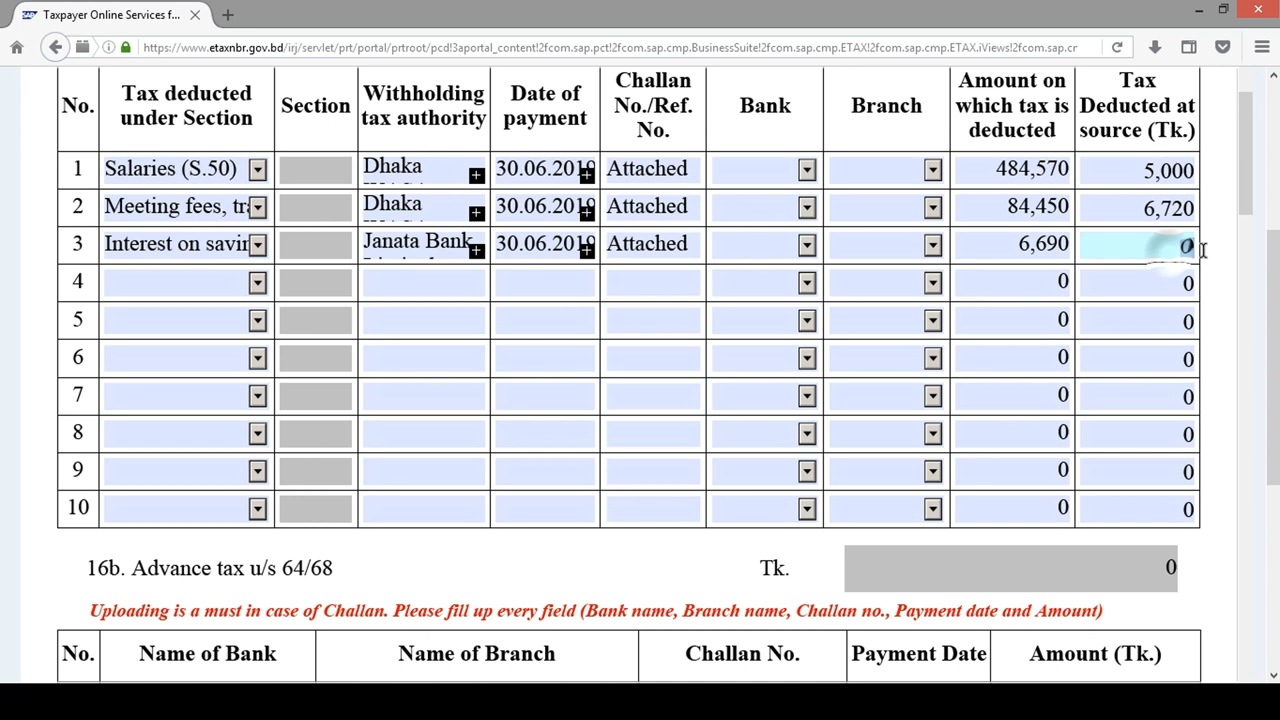 Taxpayer Online Services f...
https://www.etaxnbr.gov.bd/irj/servlet/prt/portal/prtroot/pcd!3aportal_content!2fcom.sap.pct!2fcom.sap.cmp.BusinessSuite!2fcom.sap.cmp.ETAX!2fcom.sap.cmp.ETAX.iViews!2fcom.sap.cr
No. Tax deducted under Section Section Withholding tax authority Date of payment Challan No./Ref. No. Bank Branch Amount on which tax is deducted Tax Deducted at source (Tk.)
1 Salaries (S.50) Dhaka 30.06.2019 Attached 484,570 5,000
2 Meeting fees, tra Dhaka 30.06.2019 Attached 84,450 6,720
3 Interest on savin Janata Bank 30.06.2019 Attached 6,690 0
4 0 0
5 0 0
6 0 0
7 0 0
8 0 0
9 0 0
10 0 0
16b. Advance tax u/s 64/68 Tk. 0
Uploading is a must in case of Challan. Please fill up every field (Bank name, Branch name, Challan no., Payment date and Amount)
No. Name of Bank Name of Branch Challan No. Payment Date Amount (Tk.)